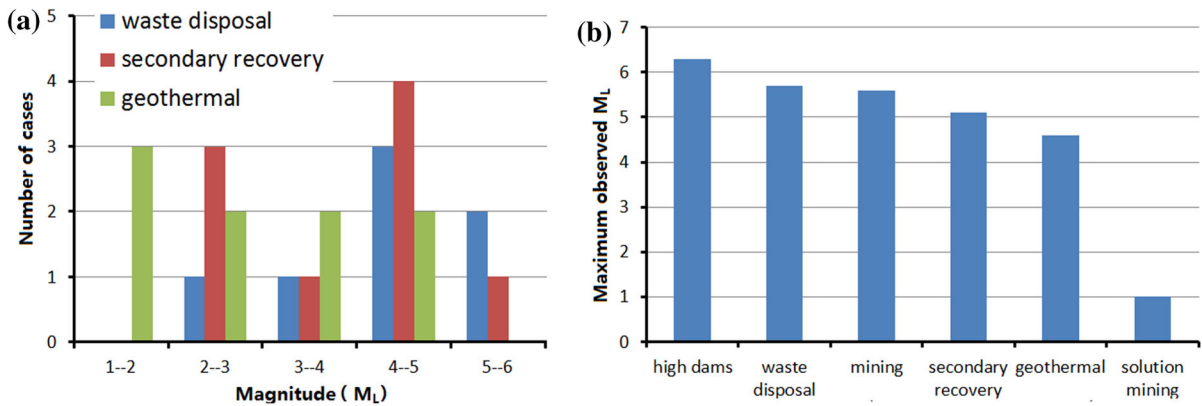 (a)
5
4
3
2
1
0
Number of cases
waste disposal
secondary recovery
geothermal
1--2
2--3
3--4
4--5
5--6
Magnitude ( ML)
(b)
7
6
5
4
3
2
1
0
Maximum observed ML
high dams
waste
disposal
mining
secondary
recovery
geothermal
solution
mining